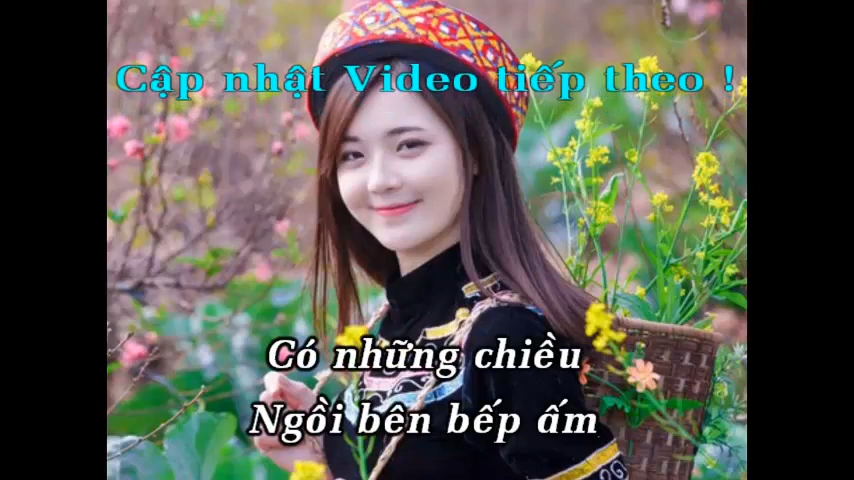 Cập nhật Video tiếp theo !
Có những chiều
Ngồi bên bếp ấm